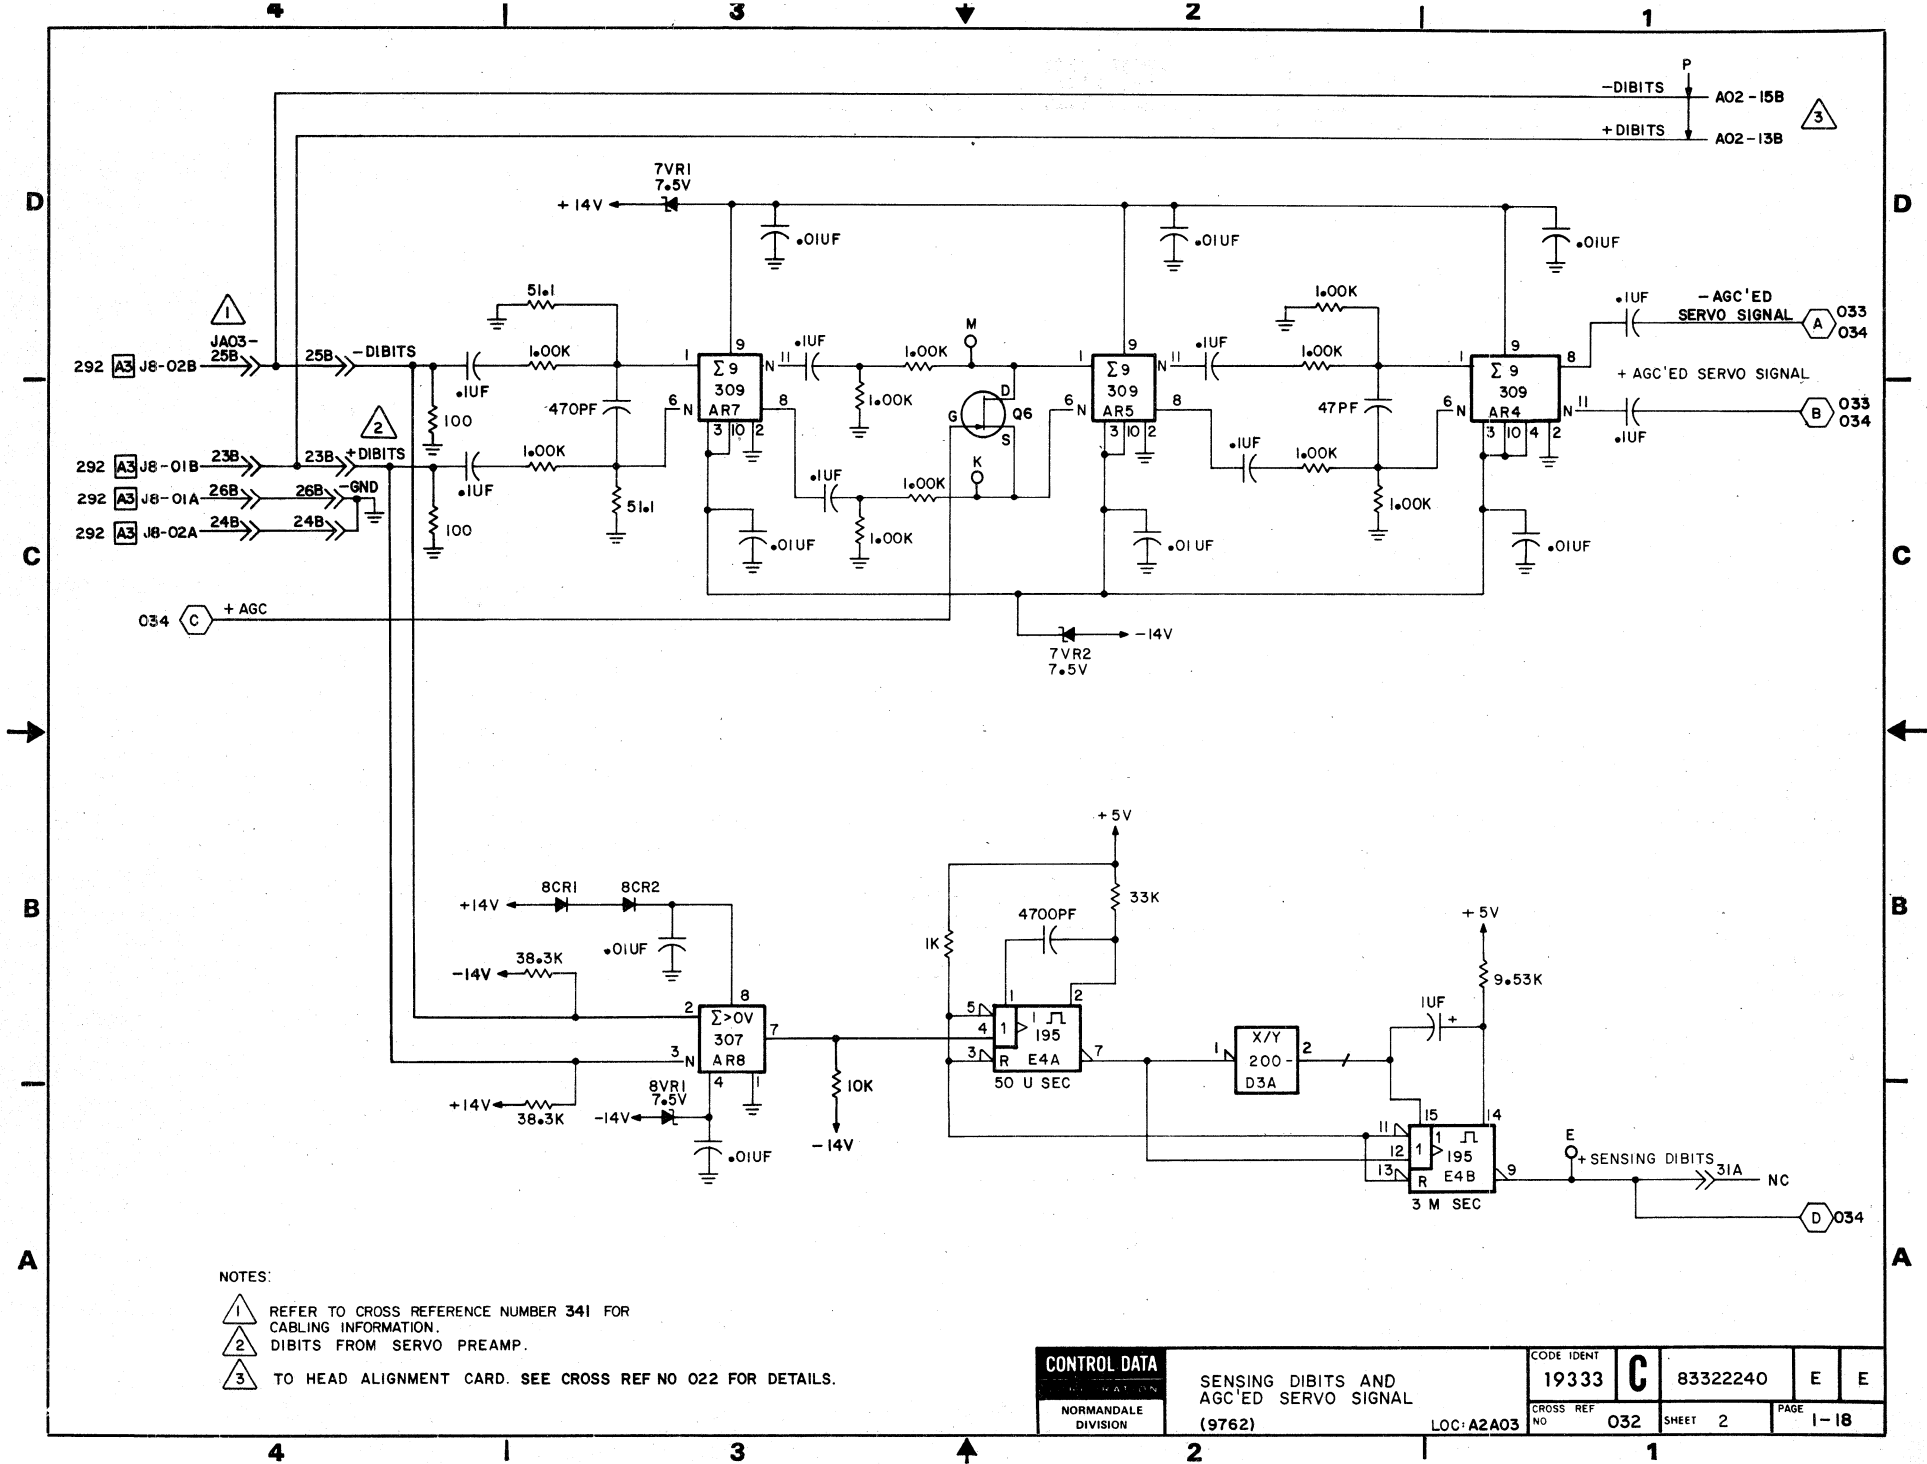 4 3 2 1
P
-DIBITS A02-15B
3
+DIBITS A02-13B
D D
7VR1
7.5V
+14V
.01UF .01UF .01UF
1
JA03-
51.1
1.00K
.1UF
-AGC'ED
SERVO SIGNAL A 033
034
292 A3 J8-02B 25B 25B -DIBITS
.1UF
1.00K
1 9 N 11
Σ9
309
AR7
6 N 8
3 10 2
.1UF
1.00K
M
1 9 N 11
Σ9
309
AR5
6 N 8
3 10 2
.1UF
1.00K
1 9 8
Σ9
309
AR4
6 N N 11
3 10 4 2
+ AGC'ED SERVO SIGNAL
.1UF
B 033
034
100
470PF
1.00K
D
G Q6
S
K
47PF
2
+DIBITS
292 A3 J8-01B 23B 23B
.1UF
1.00K
.1UF
1.00K
.1UF
1.00K
292 A3 J8-01A 26B 26B -GND
292 A3 J8-02A 24B 24B
100
51.1
1.00K
1.00K
.01UF .01UF .01UF
C C
034 C + AGC
-14V
7VR2
7.5V
+5V
B B
8CR1 8CR2
+14V
.01UF
33K
4700PF
1K
+5V
9.53K
38.3K
-14V
8
2
Σ>0V
307
AR8
7
3 N
4 1
1 2
5
4
3
1
1
195
R E4A
7
50 U SEC
1
X/Y
200-
D3A
2
1UF
+
8VR1
7.5V
+14V
38.3K
-14V
.01UF
10K
-14V
15 14
11
12
13
1
1
195
R E4B
9
3 M SEC
E
+ SENSING DIBITS
31A
NC
D 034
A A
NOTES:
1 REFER TO CROSS REFERENCE NUMBER 341 FOR
CABLING INFORMATION.
2 DIBITS FROM SERVO PREAMP.
3 TO HEAD ALIGNMENT CARD. SEE CROSS REF NO 022 FOR DETAILS.
CONTROL DATA
NORMANDALE
DIVISION
SENSING DIBITS AND
AGC'ED SERVO SIGNAL
(9762)
LOC:A2A03
CODE IDENT
19333
C
83322240
E
E
CROSS REF
NO 032
SHEET 2
PAGE 1-18
4 3 2 1